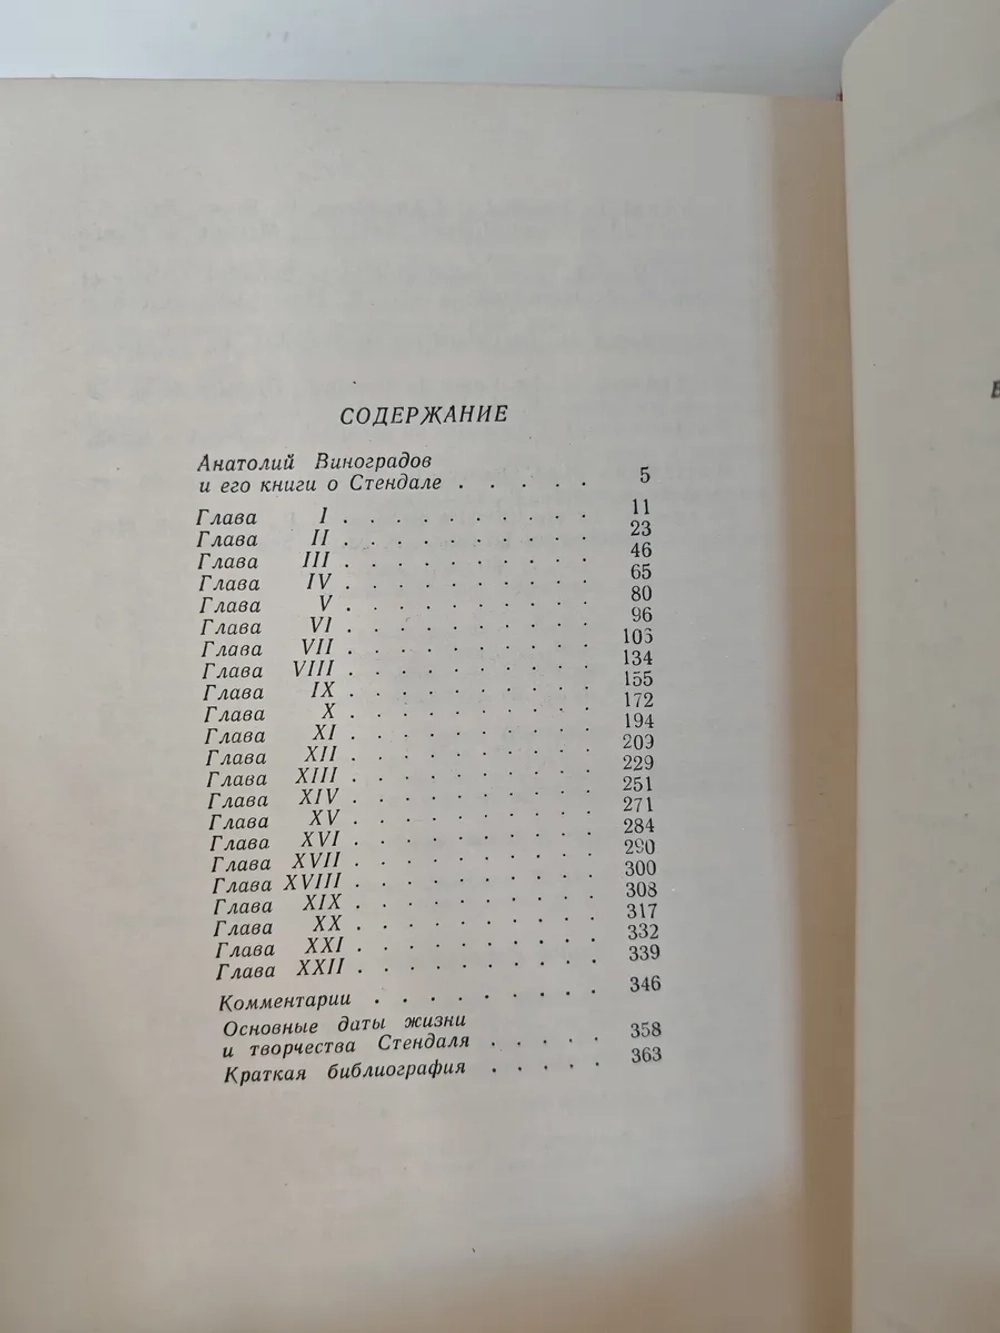 СОДЕРЖАНИЕ
Анатолий Виноградов
и его книги о Стендале . . . . . 5
Глава I . . . . . . . . . . 11
Глава II . . . . . . . . . . 23
Глава III . . . . . . . . . . 46
Глава IV . . . . . . . . . . 65
Глава V . . . . . . . . . . 80
Глава VI . . . . . . . . . . 96
Глава VII . . . . . . . . . . 105
Глава VIII . . . . . . . . . . 134
Глава IX . . . . . . . . . . 155
Глава X . . . . . . . . . . 172
Глава XI . . . . . . . . . . 194
Глава XII . . . . . . . . . . 209
Глава XIII . . . . . . . . . . 229
Глава XIV . . . . . . . . . . 251
Глава XV . . . . . . . . . . 271
Глава XVI . . . . . . . . . . 284
Глава XVII . . . . . . . . . . 290
Глава XVIII . . . . . . . . . . 300
Глава XIX . . . . . . . . . . 308
Глава XX . . . . . . . . . . 317
Глава XXI . . . . . . . . . . 332
Глава XXII . . . . . . . . . . 339
Комментарии . . . . . . . . . 346
Основные даты жизни
и творчества Стендаля . . . . . 358
Краткая библиография . . . . . 363